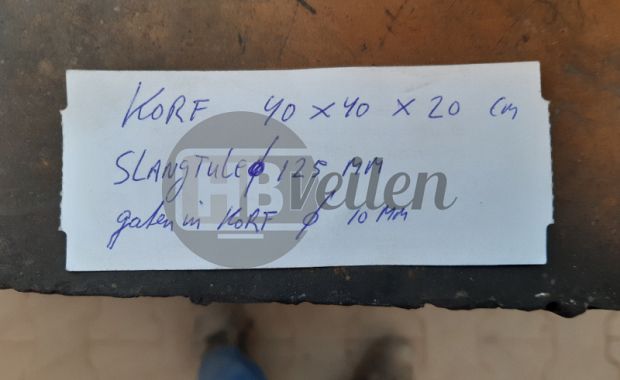 KORF 40 x 40 x 20 cm
SLANGTULE ϕ 125 MM
gaten in KORF ϕ 10 MM
HBveilen